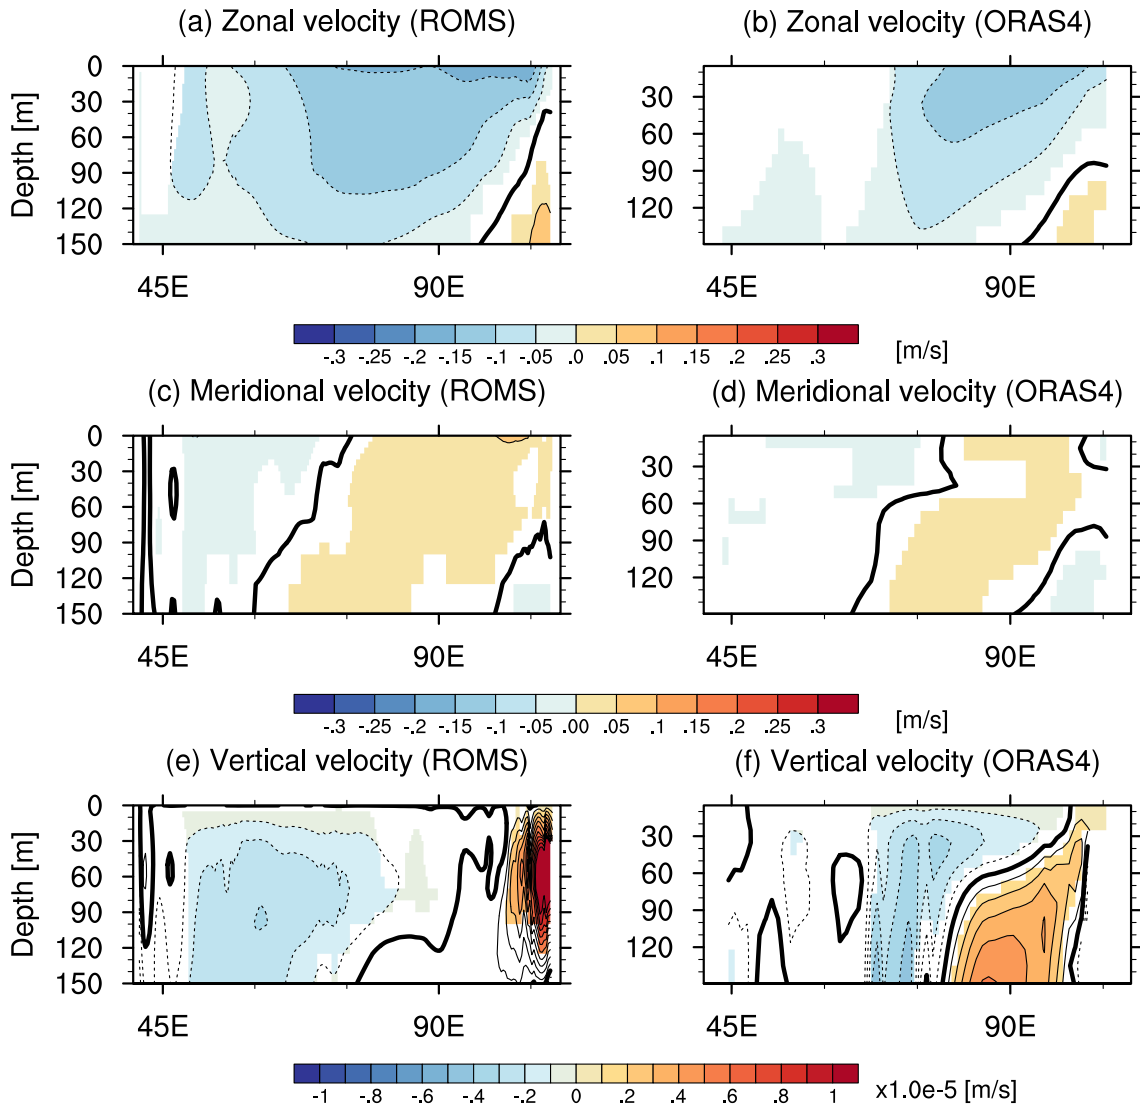 (a) Zonal velocity (ROMS)
(b) Zonal velocity (ORAS4)
Depth [m]
0
30
60
90
120
150
30
60
90
120
45E
90E
45E
90E
-.3 -.25 -.2 -.15 -.1 -.05 .0 .05 .1 .15 .2 .25 .3 [m/s]
(c) Meridional velocity (ROMS)
(d) Meridional velocity (ORAS4)
Depth [m]
0
30
60
90
120
150
30
60
90
120
45E
90E
45E
90E
-.3 -.25 -.2 -.15 -.1 -.05 .00 .05 .1 .15 .2 .25 .3 [m/s]
(e) Vertical velocity (ROMS)
(f) Vertical velocity (ORAS4)
Depth [m]
0
30
60
90
120
150
30
60
90
120
45E
90E
45E
90E
-1 -.8 -.6 -.4 -.2 0 .2 .4 .6 .8 1 x1.0e-5 [m/s]